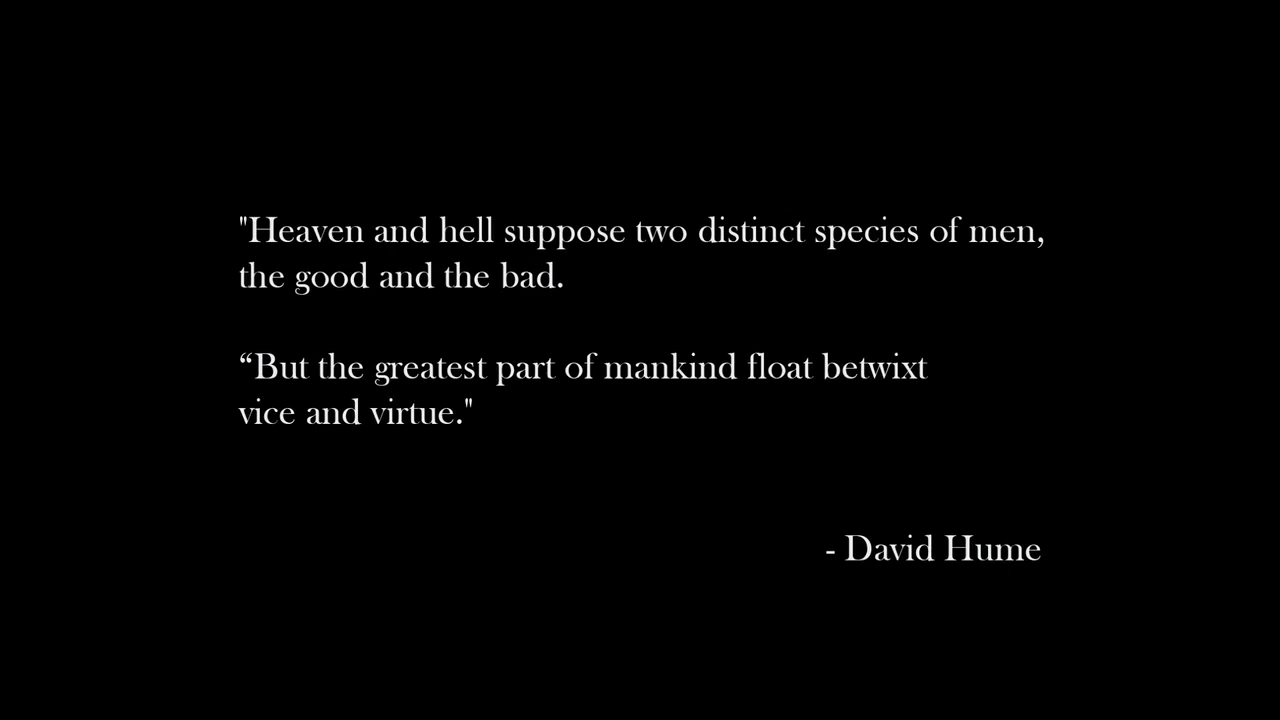 "Heaven and hell suppose two distinct species of men,
the good and the bad.
“But the greatest part of mankind float betwixt
vice and virtue."
- David Hume